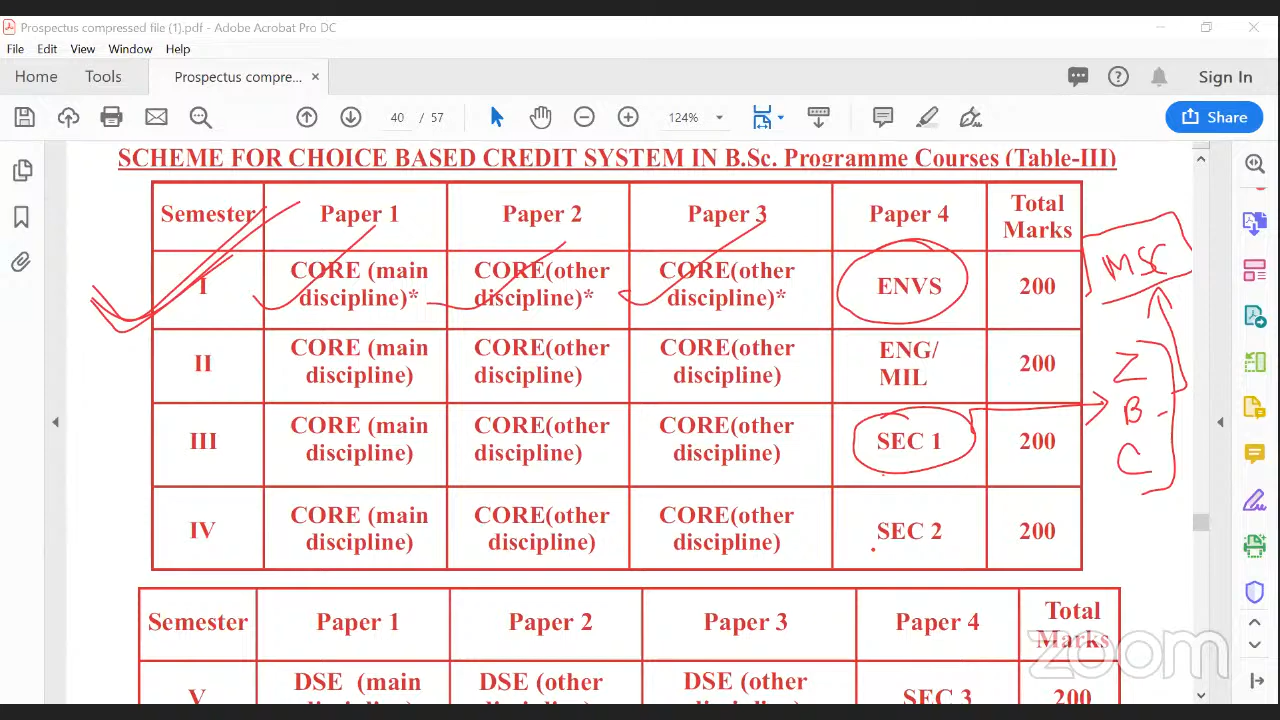 Prospectus compressed file (1).pdf - Adobe Acrobat Pro DC
File Edit View Window Help
Home Tools Prospectus compre... × Sign In
40 / 57 124% Share
SCHEME FOR CHOICE BASED CREDIT SYSTEM IN B.Sc. Programme Courses (Table-III)
Semester Paper 1 Paper 2 Paper 3 Paper 4 Total
Marks
I CORE (main CORE(other CORE(other ENVS 200
discipline)* discipline)* discipline)*
MSC
II CORE (main CORE(other CORE(other ENG/ 200
discipline) discipline) discipline) MIL
Z
B
C
III CORE (main CORE(other CORE(other SEC 1 200
discipline) discipline) discipline)
IV CORE (main CORE(other CORE(other SEC 2 200
discipline) discipline) discipline)
Semester Paper 1 Paper 2 Paper 3 Paper 4 Total
Marks
zoom
V DSE (main DSE (other DSE (other SEC 3 200